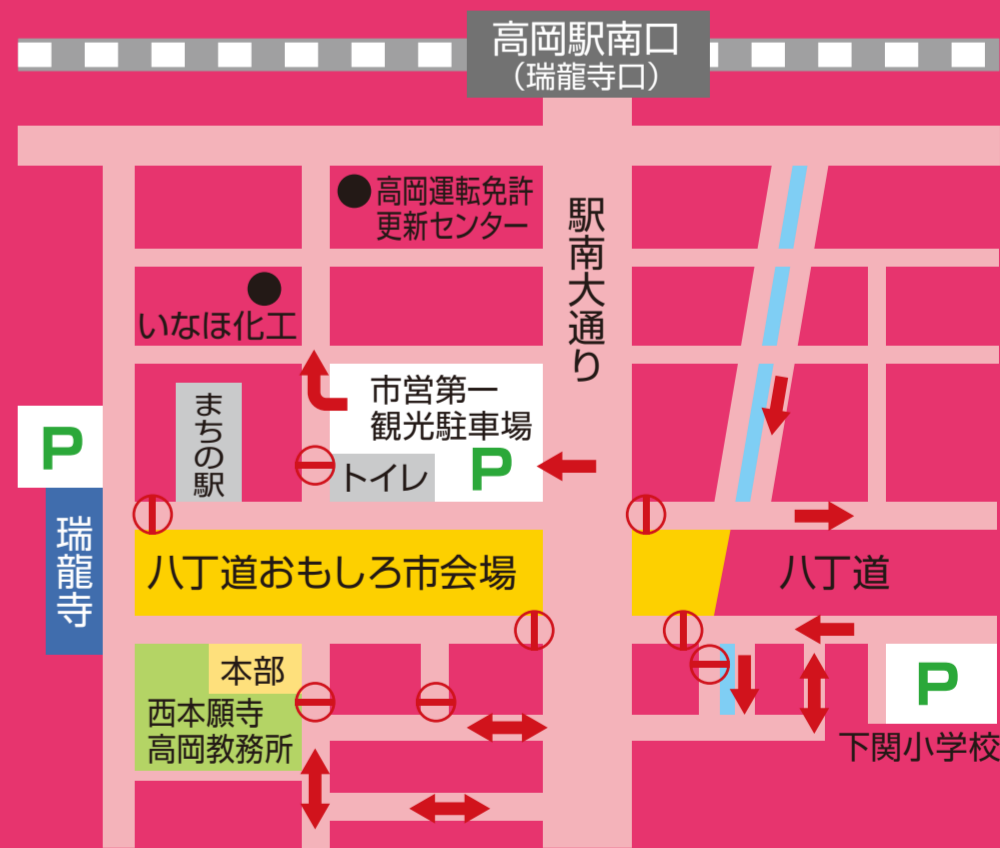 高岡駅南口
（瑞龍寺口）
高岡運転免許
更新センター
駅南大通り
いなほ化工
市営第一
観光駐車場
まちの駅
P
トイレ
P
瑞龍寺
八丁道おもしろ市会場
八丁道
本部
西本願寺
高岡教務所
P
下関小学校